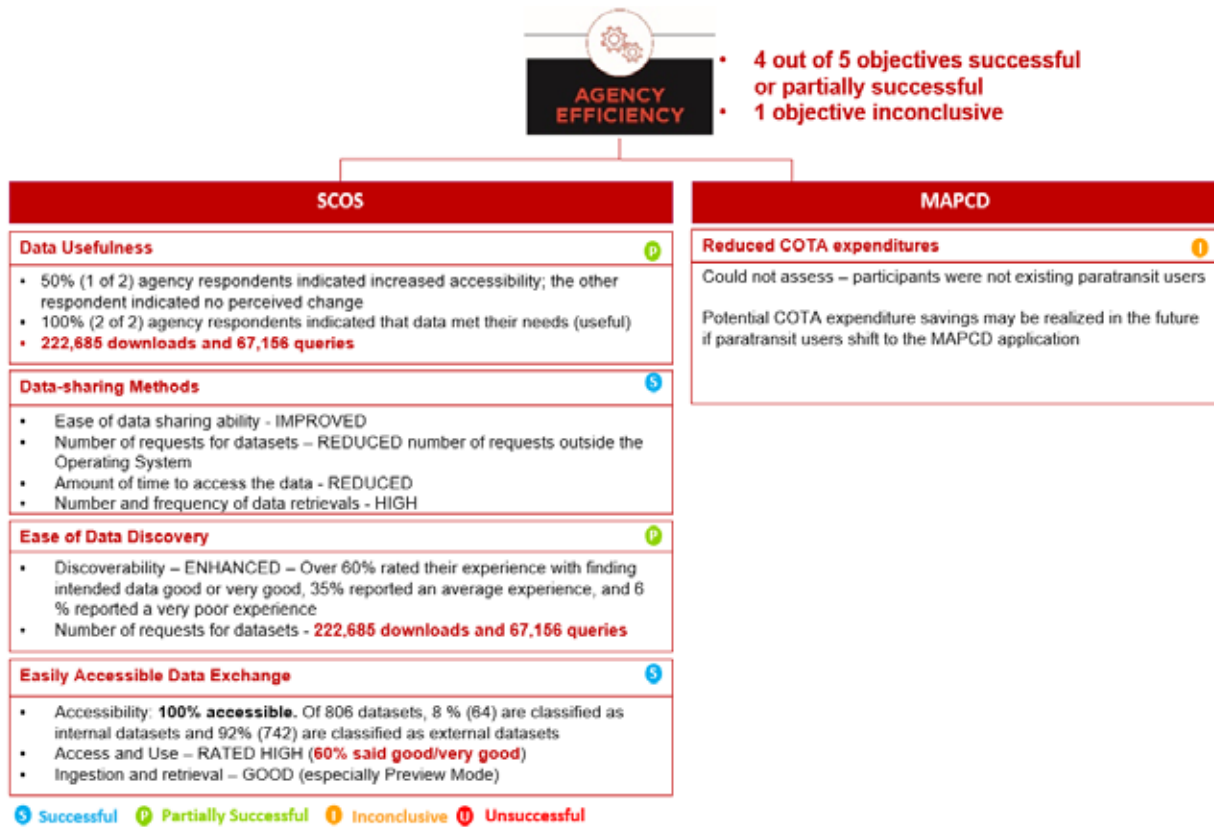 AGENCY
EFFICIENCY
• 4 out of 5 objectives successful
or partially successful
• 1 objective inconclusive
SCOS
Data Usefulness P
• 50% (1 of 2) agency respondents indicated increased accessibility; the other
respondent indicated no perceived change
• 100% (2 of 2) agency respondents indicated that data met their needs (useful)
• 222,685 downloads and 67,156 queries
Data-sharing Methods S
• Ease of data sharing ability - IMPROVED
• Number of requests for datasets – REDUCED number of requests outside the
Operating System
• Amount of time to access the data - REDUCED
• Number and frequency of data retrievals - HIGH
Ease of Data Discovery P
• Discoverability – ENHANCED – Over 60% rated their experience with finding
intended data good or very good, 35% reported an average experience, and 6
% reported a very poor experience
• Number of requests for datasets - 222,685 downloads and 67,156 queries
Easily Accessible Data Exchange S
• Accessibility: 100% accessible. Of 806 datasets, 8 % (64) are classified as
internal datasets and 92% (742) are classified as external datasets
• Access and Use – RATED HIGH (60% said good/very good)
• Ingestion and retrieval – GOOD (especially Preview Mode)
MAPCD
Reduced COTA expenditures I
Could not assess – participants were not existing paratransit users
Potential COTA expenditure savings may be realized in the future
if paratransit users shift to the MAPCD application
S Successful P Partially Successful I Inconclusive U Unsuccessful